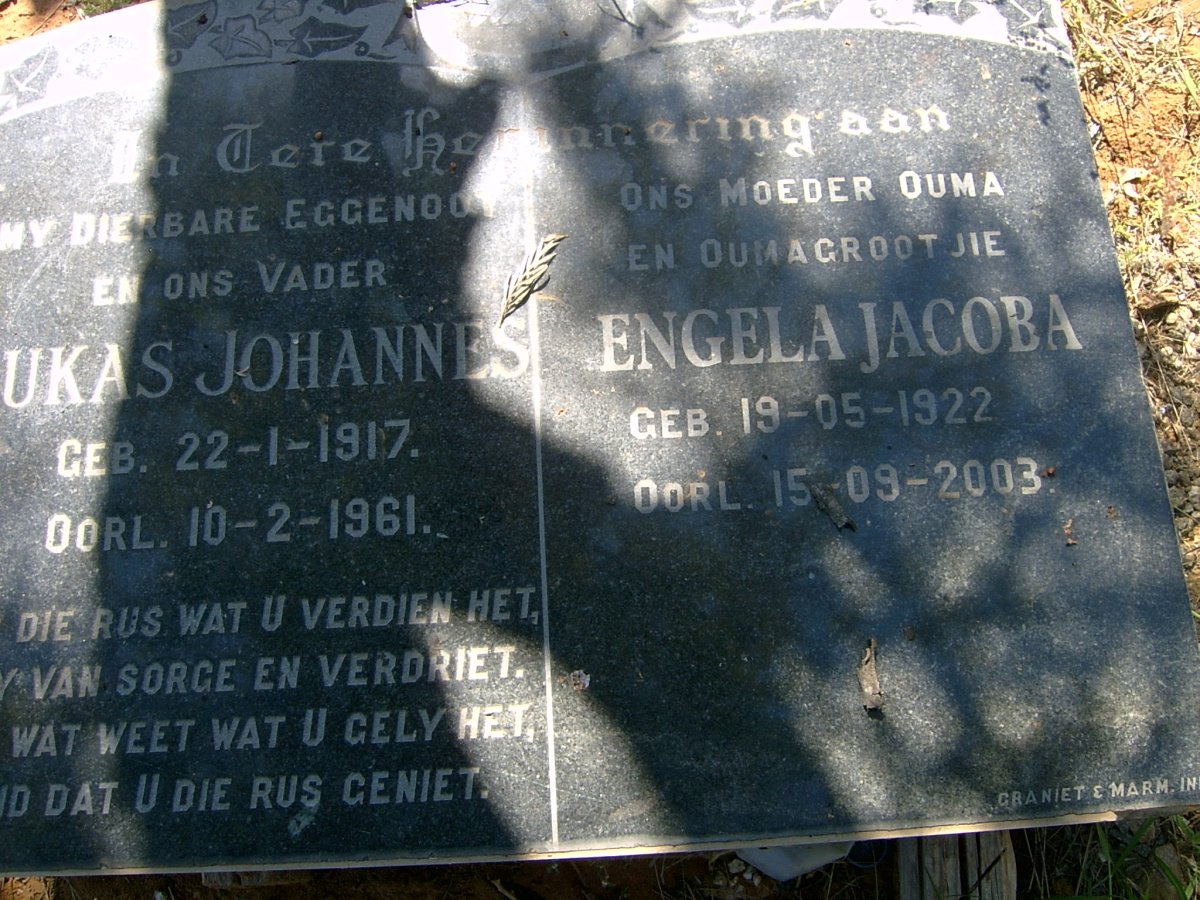 In Tere Herinnering aan
MY DIERBARE EGGENOOT
EN ONS VADER
UKAS JOHANNES
GEB. 22-1-1917.
OORL. 10-2-1961.
DIE RUS WAT U VERDIEN HET,
Y VAN SORGE EN VERDRIET.
WAT WEET WAT U GELY HET,
ND DAT U DIE RUS GENIET.
ONS MOEDER OUMA
EN OUMAGROOTJIE
ENGELA JACOBA
GEB. 19-05-1922
OORL. 15-09-2003.
GRANIET & MARM. IN